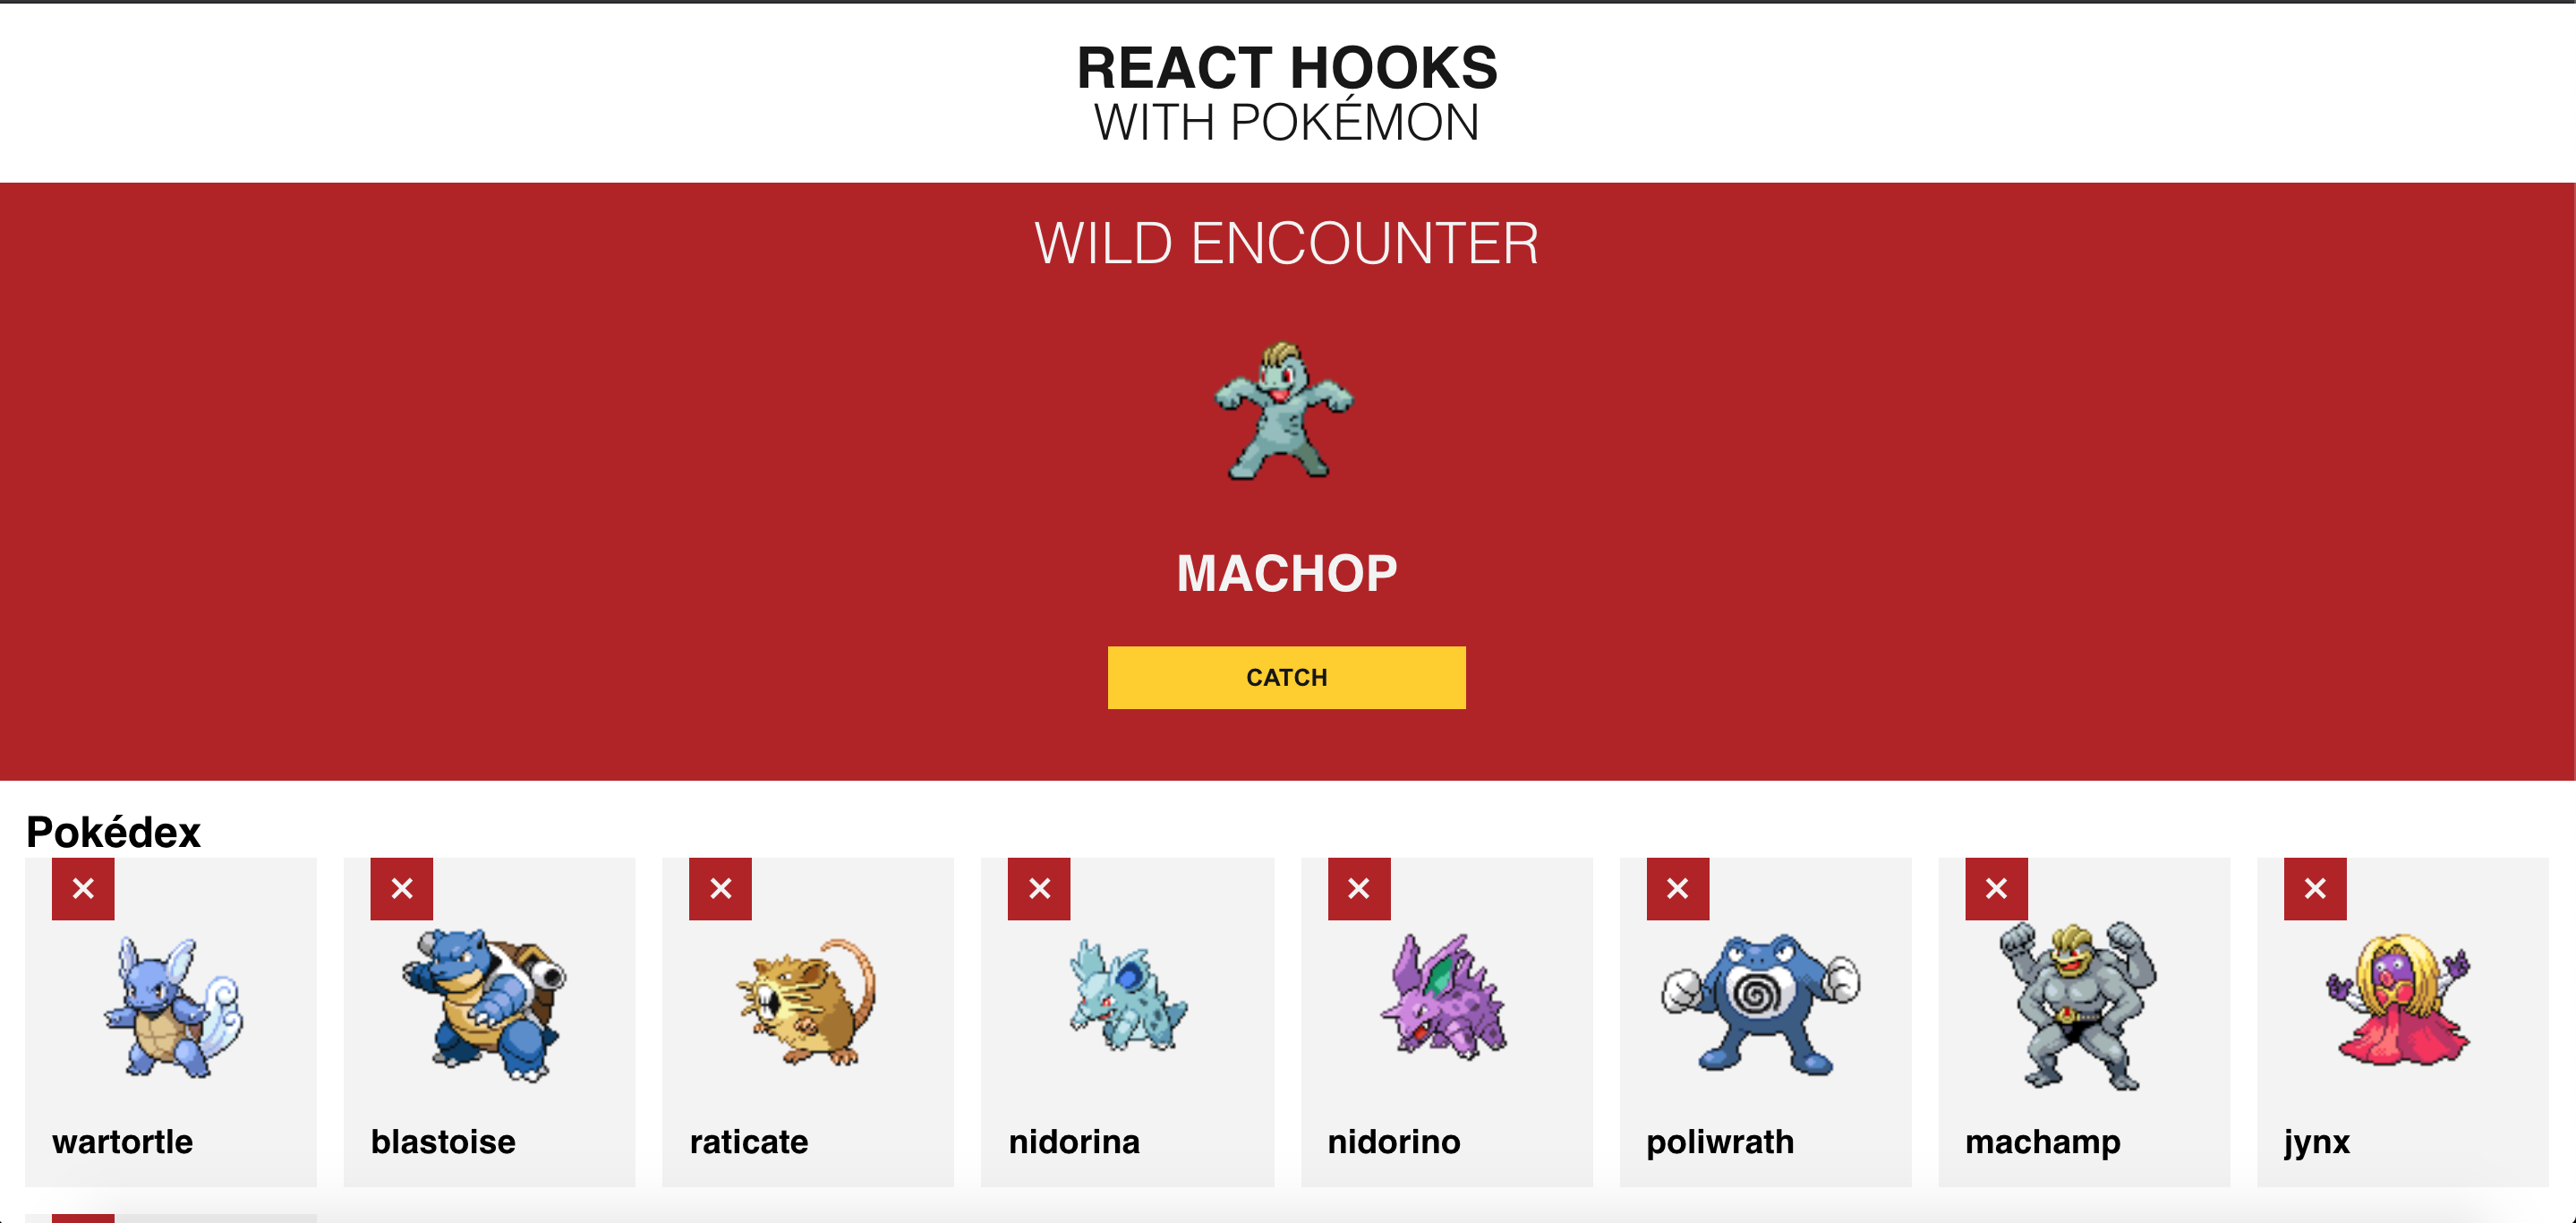 REACT HOOKS
WITH POKÉMON
WILD ENCOUNTER
MACHOP
CATCH
Pokédex
wartortle
blastoise
raticate
nidorina
nidorino
poliwrath
machamp
jynx